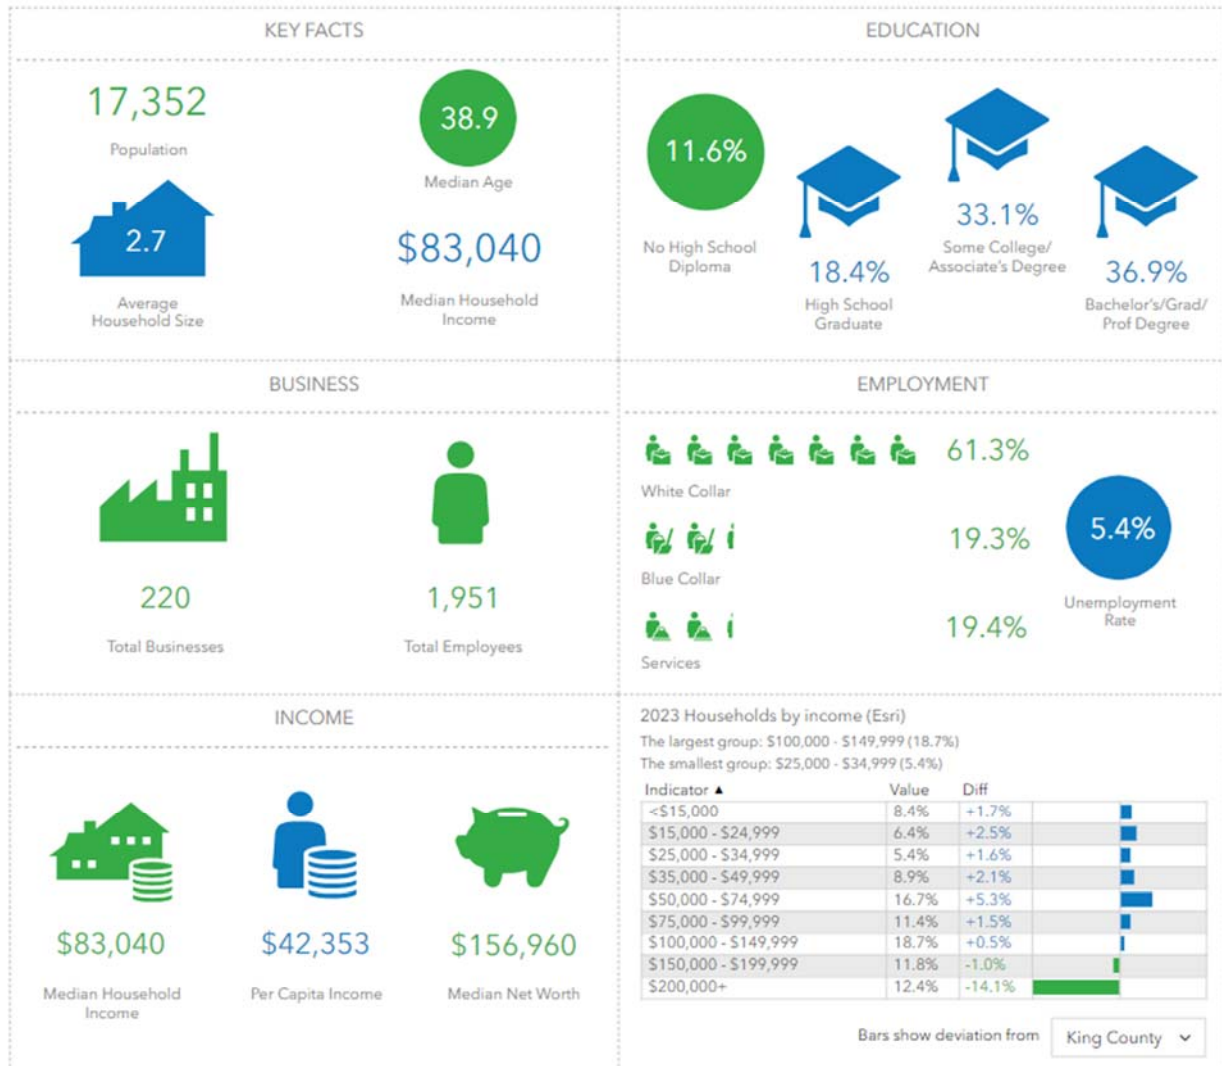 KEY FACTS
17,352
Population
38.9
Median Age
2.7
Average
Household Size
$83,040
Median Household
Income
EDUCATION
11.6%
No High School
Diploma
18.4%
High School
Graduate
33.1%
Some College/
Associate's Degree
36.9%
Bachelor's/Grad/
Prof Degree
BUSINESS
220
Total Businesses
1,951
Total Employees
EMPLOYMENT
61.3%
White Collar
19.3%
Blue Collar
19.4%
Services
5.4%
Unemployment
Rate
INCOME
$83,040
Median Household
Income
$42,353
Per Capita Income
$156,960
Median Net Worth
2023 Households by income (Esri)
The largest group: $100,000 - $149,999 (18.7%)
The smallest group: $25,000 - $34,999 (5.4%)
Indicator ▲ Value Diff
<$15,000 8.4% +1.7%
$15,000 - $24,999 6.4% +2.5%
$25,000 - $34,999 5.4% +1.6%
$35,000 - $49,999 8.9% +2.1%
$50,000 - $74,999 16.7% +5.3%
$75,000 - $99,999 11.4% +1.5%
$100,000 - $149,999 18.7% +0.5%
$150,000 - $199,999 11.8% -1.0%
$200,000+ 12.4% -14.1%
Bars show deviation from King County